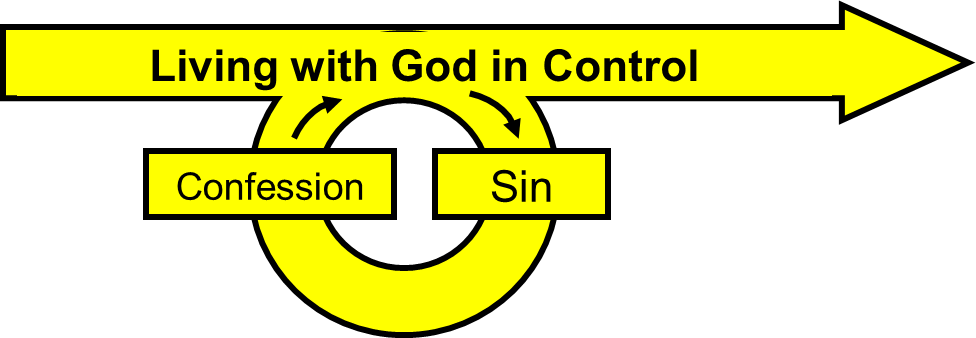 Living with God in Control
Confession
Sin